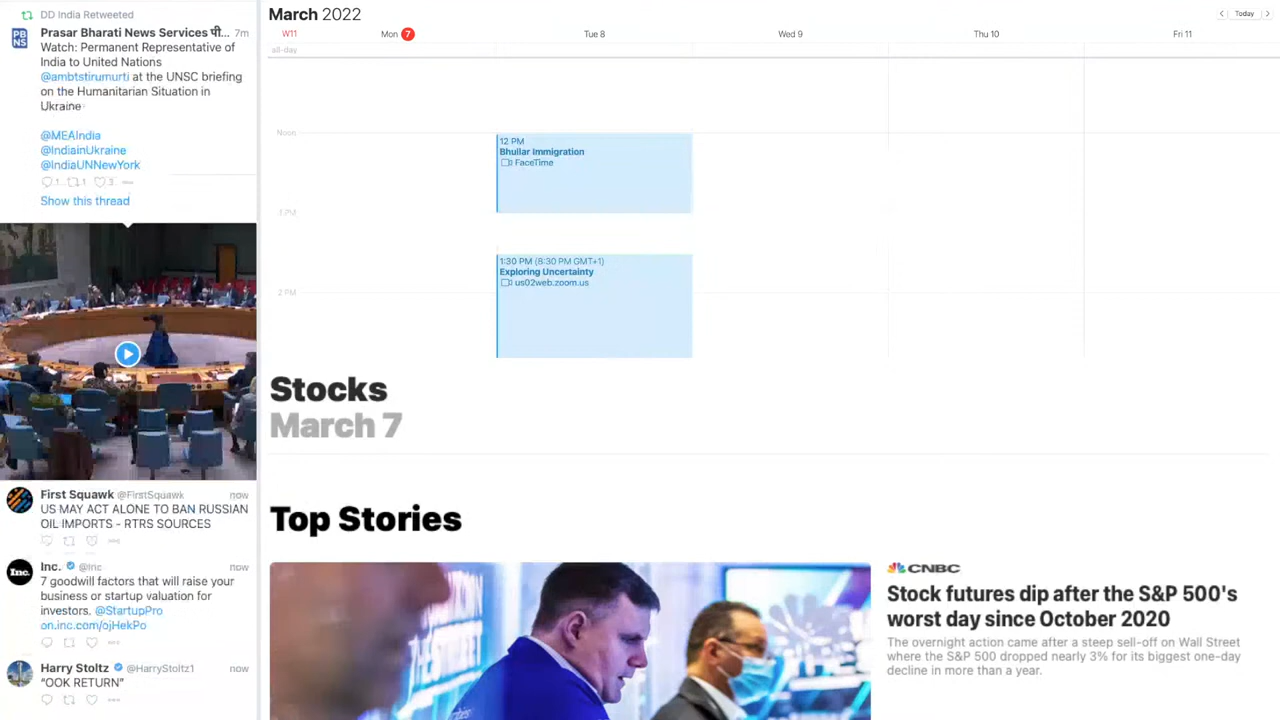 DD India Retweeted
Prasar Bharati News Services पी... 7m
Watch: Permanent Representative of
India to United Nations
@ambtstirumurti at the UNSC briefing
on the Humanitarian Situation in
Ukraine
@MEAIndia
@IndiainUkraine
@IndiaUNNewYork
1 1 3
Show this thread
First Squawk @FirstSquawk now
US MAY ACT ALONE TO BAN RUSSIAN
OIL IMPORTS - RTRS SOURCES
Inc.
Inc. @Inc now
7 goodwill factors that will raise your
business or startup valuation for
investors. @StartupPro
on.inc.com/ojHekPo
Harry Stoltz @HarryStoltz1 now
"OOK RETURN"
March 2022
Today
W11 Mon 7 Tue 8 Wed 9 Thu 10 Fri 11
all-day
Noon
12 PM
Bhullar Immigration
FaceTime
1 PM
1:30 PM (8:30 PM GMT+1)
Exploring Uncertainty
us02web.zoom.us
2 PM
Stocks
March 7
Top Stories
CNBC
Stock futures dip after the S&P 500's
worst day since October 2020
The overnight action came after a steep sell-off on Wall Street
where the S&P 500 dropped nearly 3% for its biggest one-day
decline in more than a year.